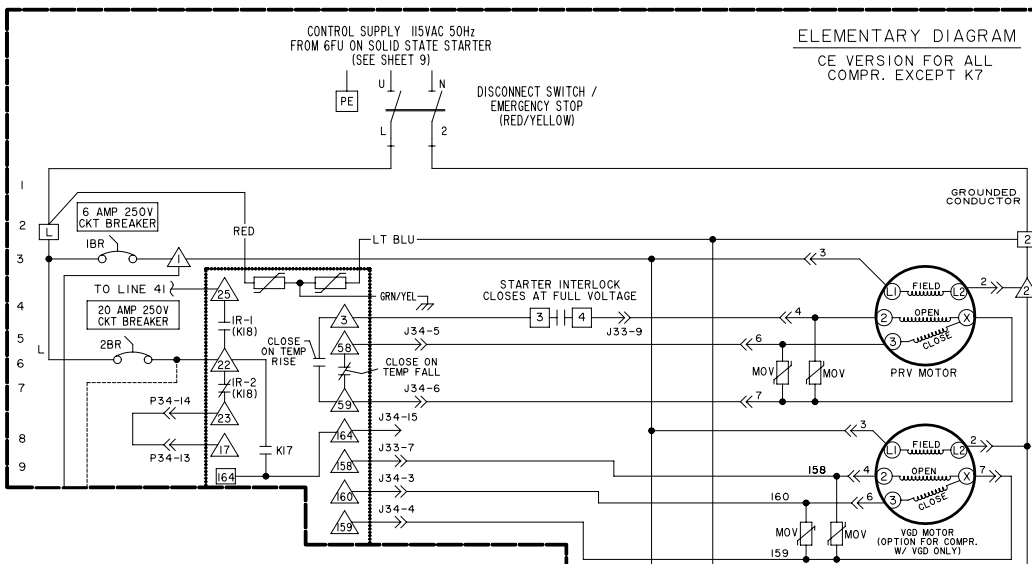 CONTROL SUPPLY 115VAC 50Hz
FROM 6FU ON SOLID STATE STARTER
(SEE SHEET 9)
ELEMENTARY DIAGRAM
CE VERSION FOR ALL
COMPR. EXCEPT K7
U
N
PE
DISCONNECT SWITCH /
EMERGENCY STOP
(RED/YELLOW)
L
2
1
GROUNDED
CONDUCTOR
2
L
6 AMP 250V
CKT BREAKER
RED
LT BLU
2
3
1BR
1
3
TO LINE 41
25
GRN/YEL
STARTER INTERLOCK
CLOSES AT FULL VOLTAGE
L1
FIELD
L2
2
2
4
20 AMP 250V
CKT BREAKER
1R-1
(K18)
3
3
4
J33-9
4
2
OPEN
X
5
L
2BR
CLOSE
ON TEMP
RISE
J34-5
58
6
3
CLOSE
6
22
CLOSE ON
TEMP FALL
MOV
MOV
PRV MOTOR
7
1R-2
(K18)
59
J34-6
7
P34-14
23
J34-15
3
8
17
K17
164
J33-7
L1
FIELD
L2
2
9
P34-13
164
158
158
4
2
OPEN
X
7
J34-3
160
160
6
3
CLOSE
J34-4
159
MOV
MOV
VGD MOTOR
(OPTION FOR COMPR.
W/ VGD ONLY)
159